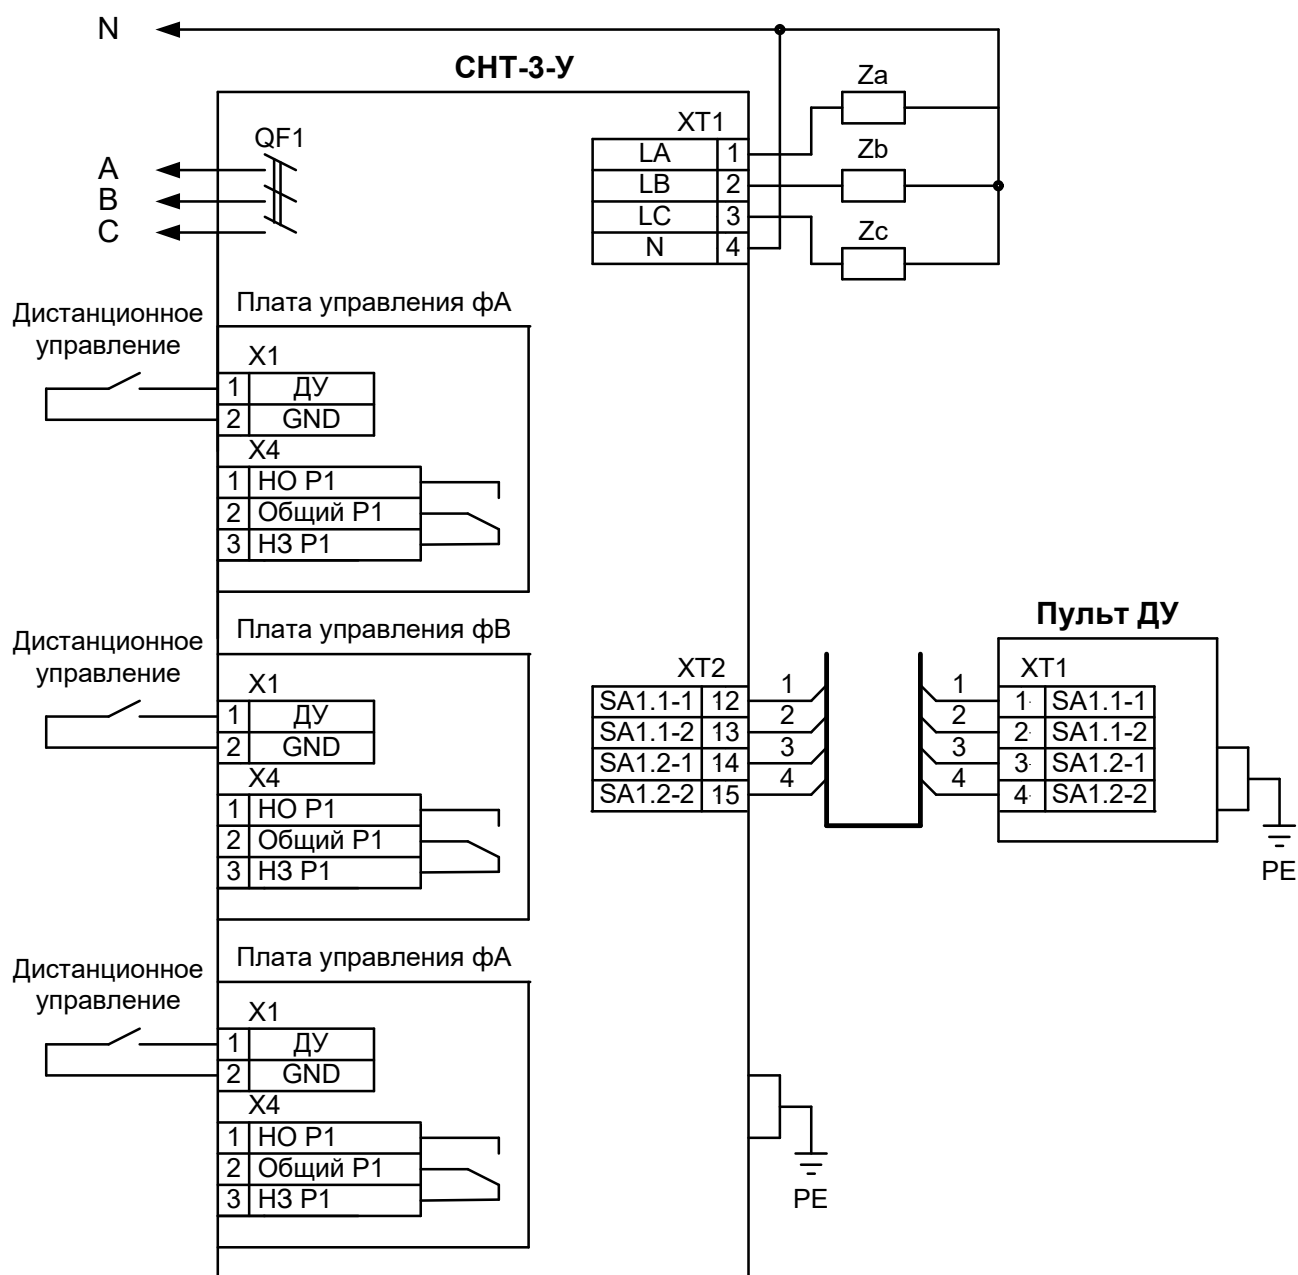 N
СНТ-3-У
QF1
A
B
C
XT1
LA 1
LB 2
LC 3
N 4
Za
Zb
Zc
Дистанционное
управление
Плата управления фА
X1
1 ДУ
2 GND
X4
1 НО Р1
2 Общий Р1
3 НЗ Р1
Дистанционное
управление
Плата управления фВ
X1
1 ДУ
2 GND
X4
1 НО Р1
2 Общий Р1
3 НЗ Р1
XT2
SA1.1-1 12 1
SA1.1-2 13 2
SA1.2-1 14 3
SA1.2-2 15 4
Пульт ДУ
XT1
1 1 SA1.1-1
2 2 SA1.1-2
3 3 SA1.2-1
4 4 SA1.2-2
PE
Дистанционное
управление
Плата управления фА
X1
1 ДУ
2 GND
X4
1 НО Р1
2 Общий Р1
3 НЗ Р1
PE